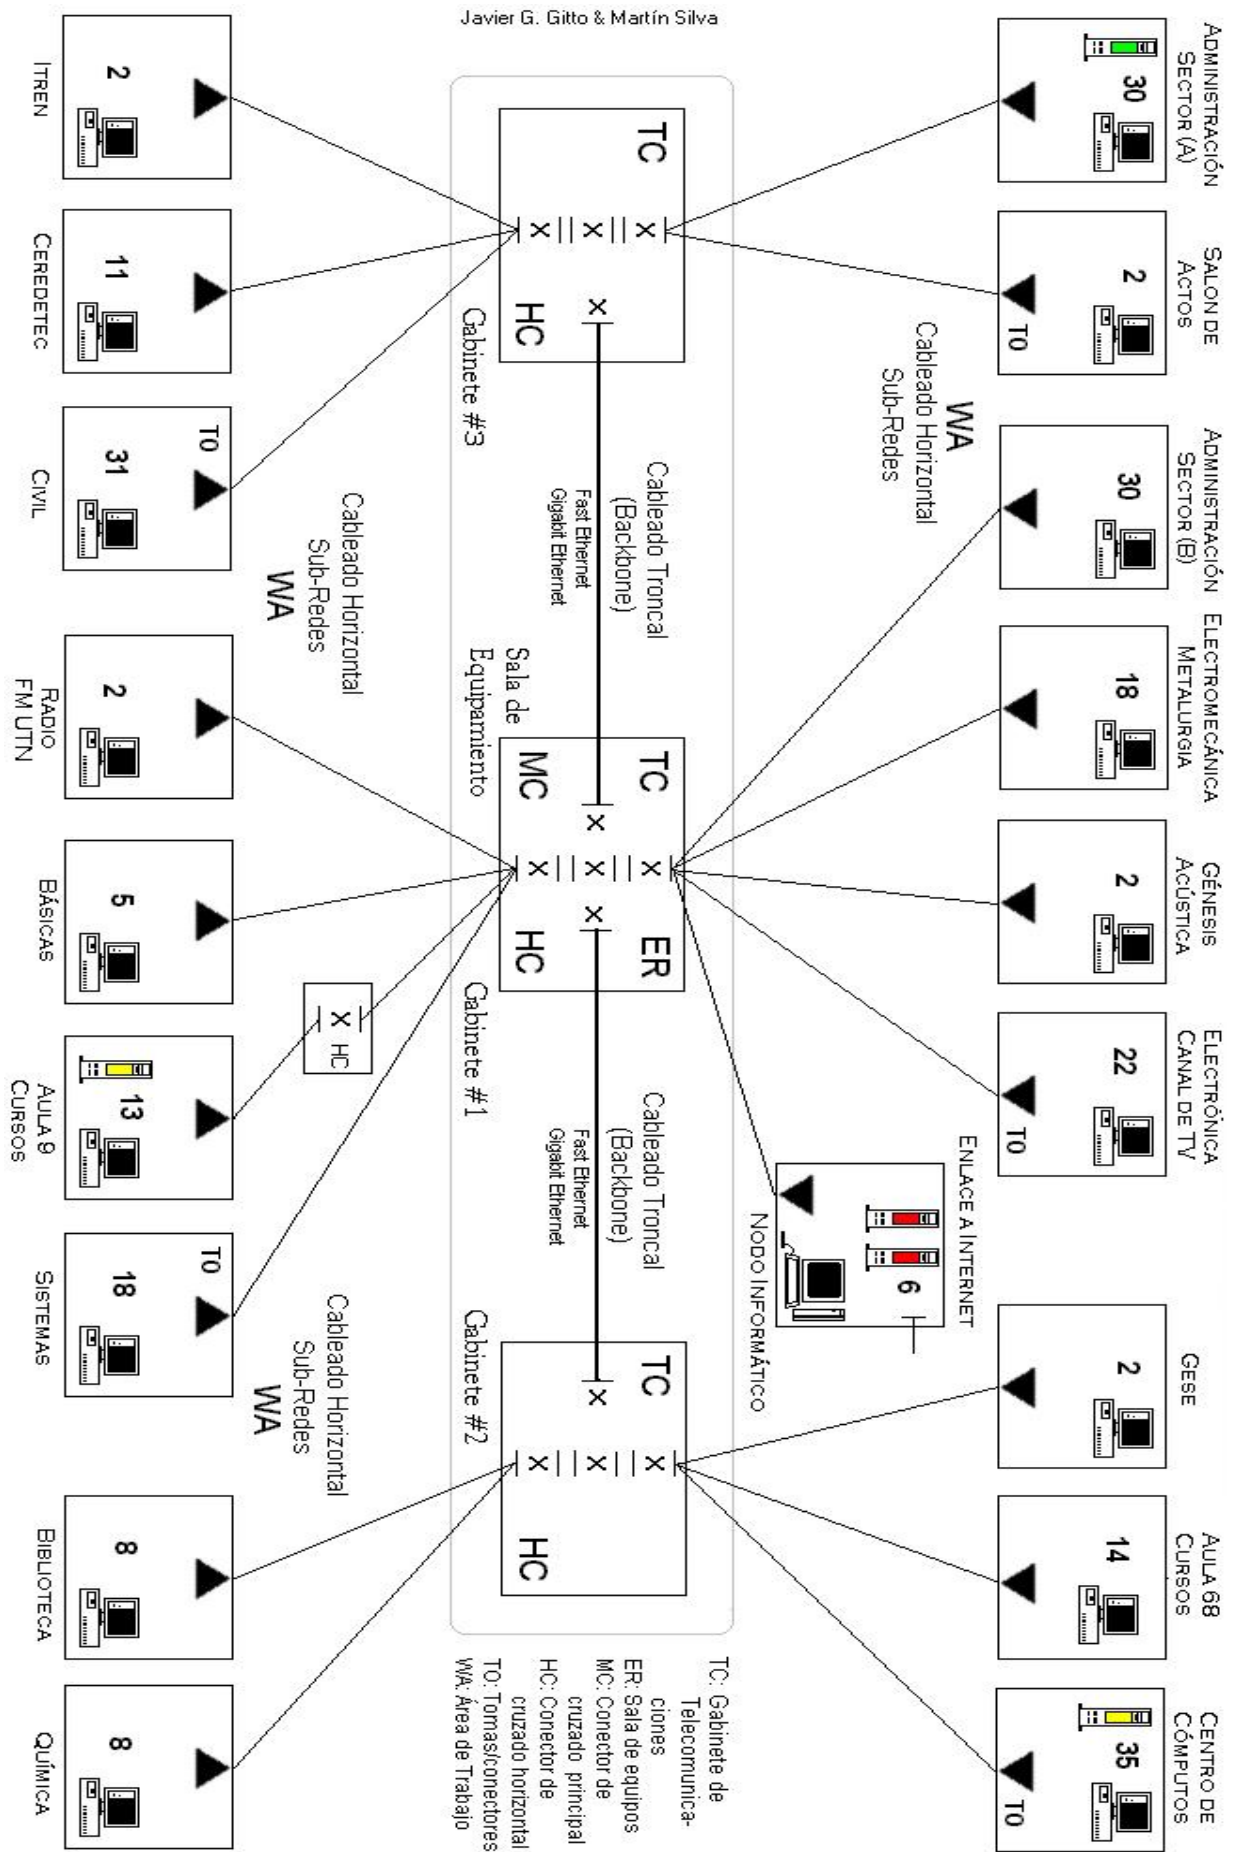 Javier G. Gitto & Martín Silva
ADMINISTRACIÓN
SECTOR (A)
30
SALON DE
ACTOS
2
TO
ADMINISTRACIÓN
SECTOR (B)
30
ELECTROMECÁNICA
METALURGIA
18
GÉNESIS
ACÚSTICA
2
ELECTRÓNICA
CANAL DE TV
22
TO
ENLACE A INTERNET
6
NODO INFORMÁTICO
GESE
2
AULA 68
CURSOS
14
CENTRO DE
CÓMPUTOS
35
TO
WA
Cableado Horizontal
Sub-Redes
TC
X
X
X
X
HC
Gabinete #3
Cableado Troncal
(Backbone)
Fast Ethernet
Gigabit Ethernet
Sala de
Equipamiento
TC
MC
X
X
X
X
X
ER
HC
Gabinete #1
Cableado Troncal
(Backbone)
Fast Ethernet
Gigabit Ethernet
Gabinete #2
TC
X
X
X
X
HC
TC: Gabinete de
Telecomunica-
ciones
ER: Sala de equipos
MC: Conector de
cruzado principal
HC: Conector de
cruzado horizontal
TO: Tomas/conectores
WA: Área de Trabajo
Cableado Horizontal
Sub-Redes
WA
X
HC
Cableado Horizontal
Sub-Redes
WA
2
ITREN
11
CEREDETEC
TO
31
CIVIL
2
RADIO
FM UTN
5
BÁSICAS
13
AULA 9
CURSOS
TO
18
SISTEMAS
8
BIBLIOTECA
8
QUÍMICA